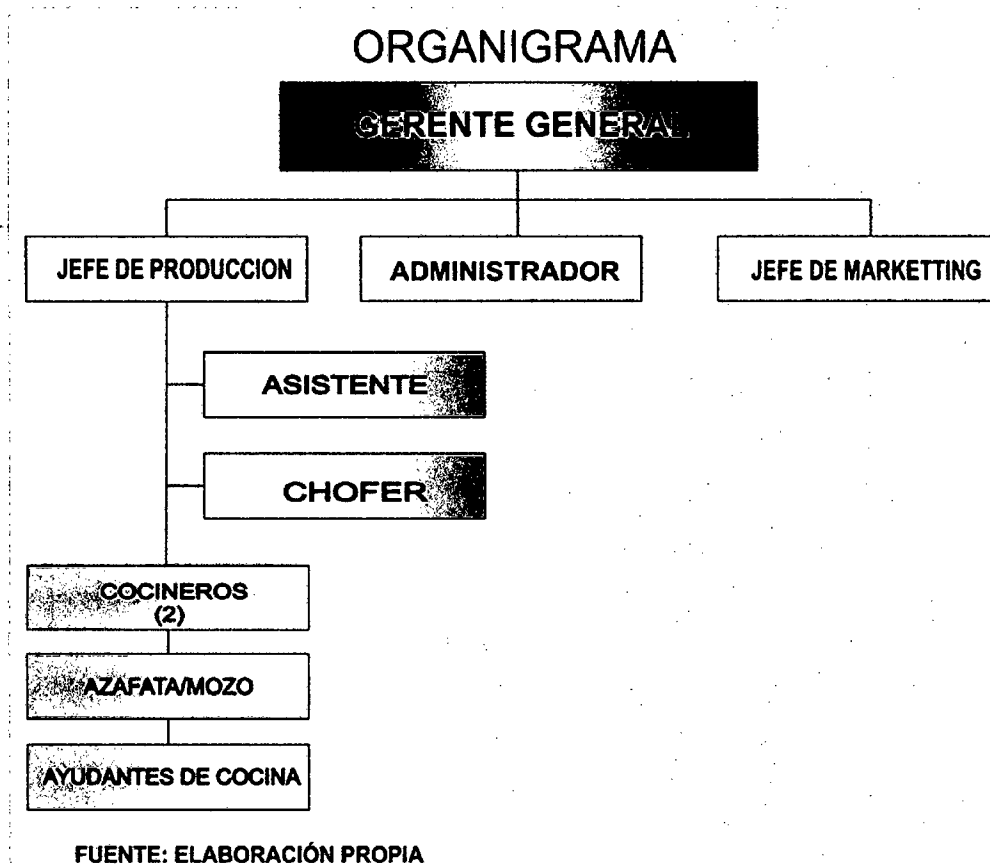 ORGANIGRAMA
GERENTE GENERAL
JEFE DE PRODUCCION
ADMINISTRADOR
JEFE DE MARKETTING
ASISTENTE
CHOFER
COCINEROS
(2)
AZAFATA/MOZO
AYUDANTES DE COCINA
FUENTE: ELABORACIÓN PROPIA